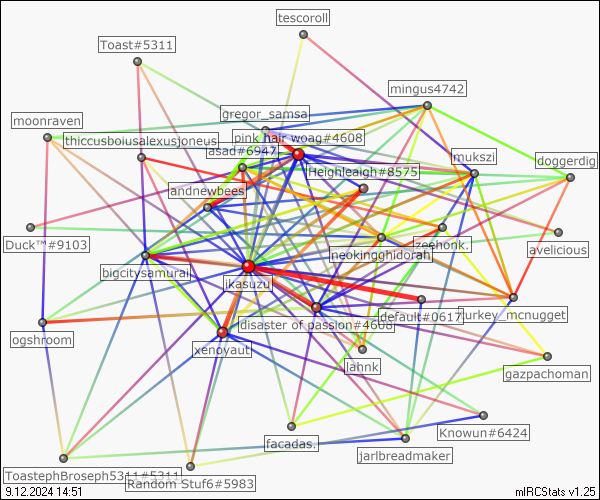 tescoroll
Toast#5311
mingus4742
gregor_samsa
moonraven
pink hair woag#4608
thiccusboiusalexusjoneus
asad#6947
mukszi
doggerdig
Heighleaigh#8575
andnewbees
Duck™#9103
zeehonk.
avelicious
neokingghidorah
bigcitysamurai
ikasuzu
disaster of passion#4608
default#0617
turkey_mcnugget
ogshroom
xenoyaut
lahnk
gazpachoman
Knowun#6424
facadas.
jarlbreadmaker
ToastephBroseph5311#5311
Random Stuf6#5983
9.12.2024 14:51
mIRCStats v1.25